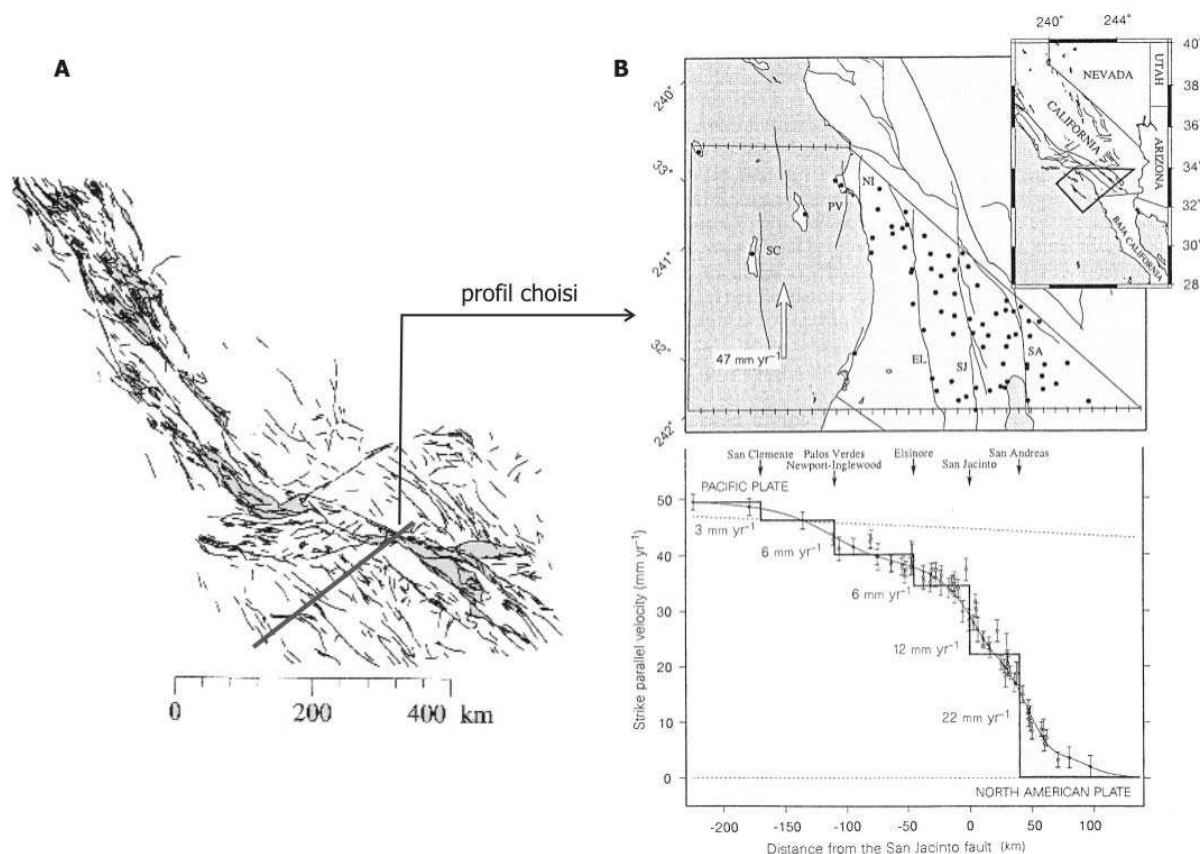 A
profil choisi
0 200 400 km
B
240°
241°
242°
33°
33°
32°
NI
PV
SC
EL
SJ
SA
47 mm yr⁻¹
240° 244°
40°
38°
36°
34°
32°
30°
28
NEVADA
UTAH
CALIFORNIA
ARIZONA
BAJA CALIFORNIA
San Clemente
Palos Verdes
Newport-Inglewood
Elsinore
San Jacinto
San Andreas
PACIFIC PLATE
3 mm yr⁻¹
6 mm yr⁻¹
6 mm yr⁻¹
12 mm yr⁻¹
22 mm yr⁻¹
NORTH AMERICAN PLATE
Strike parallel velocity (mm yr⁻¹)
50
40
30
20
10
0
-200 -150 -100 -50 0 50 100
Distance from the San Jacinto fault (km)